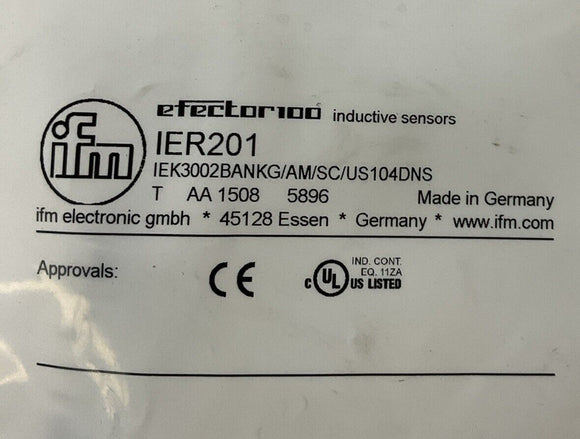 ifm
efector100 inductive sensors
IER201
IEK3002BANKG/AM/SC/US104DNS
T AA 1508 5896 Made in Germany
ifm electronic gmbh * 45128 Essen * Germany * www.ifm.com
Approvals:
CE
C UL US LISTED
IND. CONT.
EQ. 11ZA